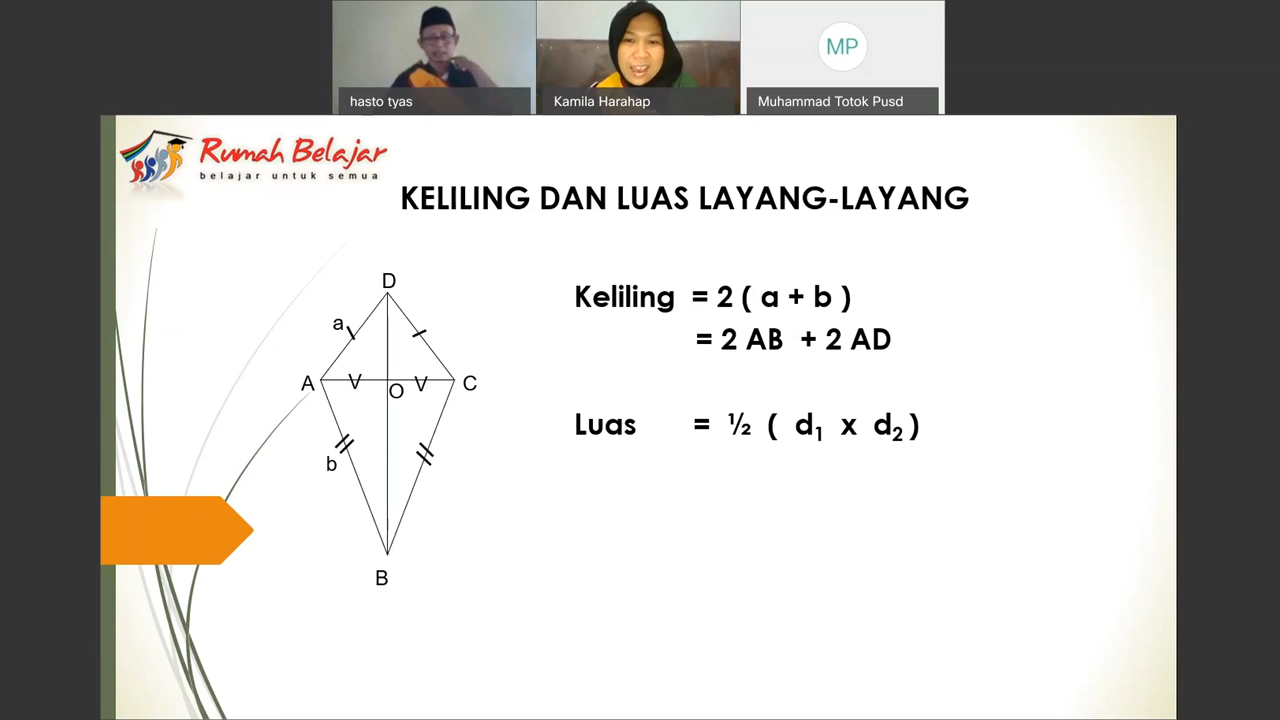 MP
hasto tyas
Kamila Harahap
Muhammad Totok Pusd
Rumah Belajar
belajar untuk semua
KELILING DAN LUAS LAYANG-LAYANG
D
a
A
V
O
V
C
b
B
Keliling = 2 ( a + b )
= 2 AB + 2 AD
Luas = ½ ( d₁ x d₂ )